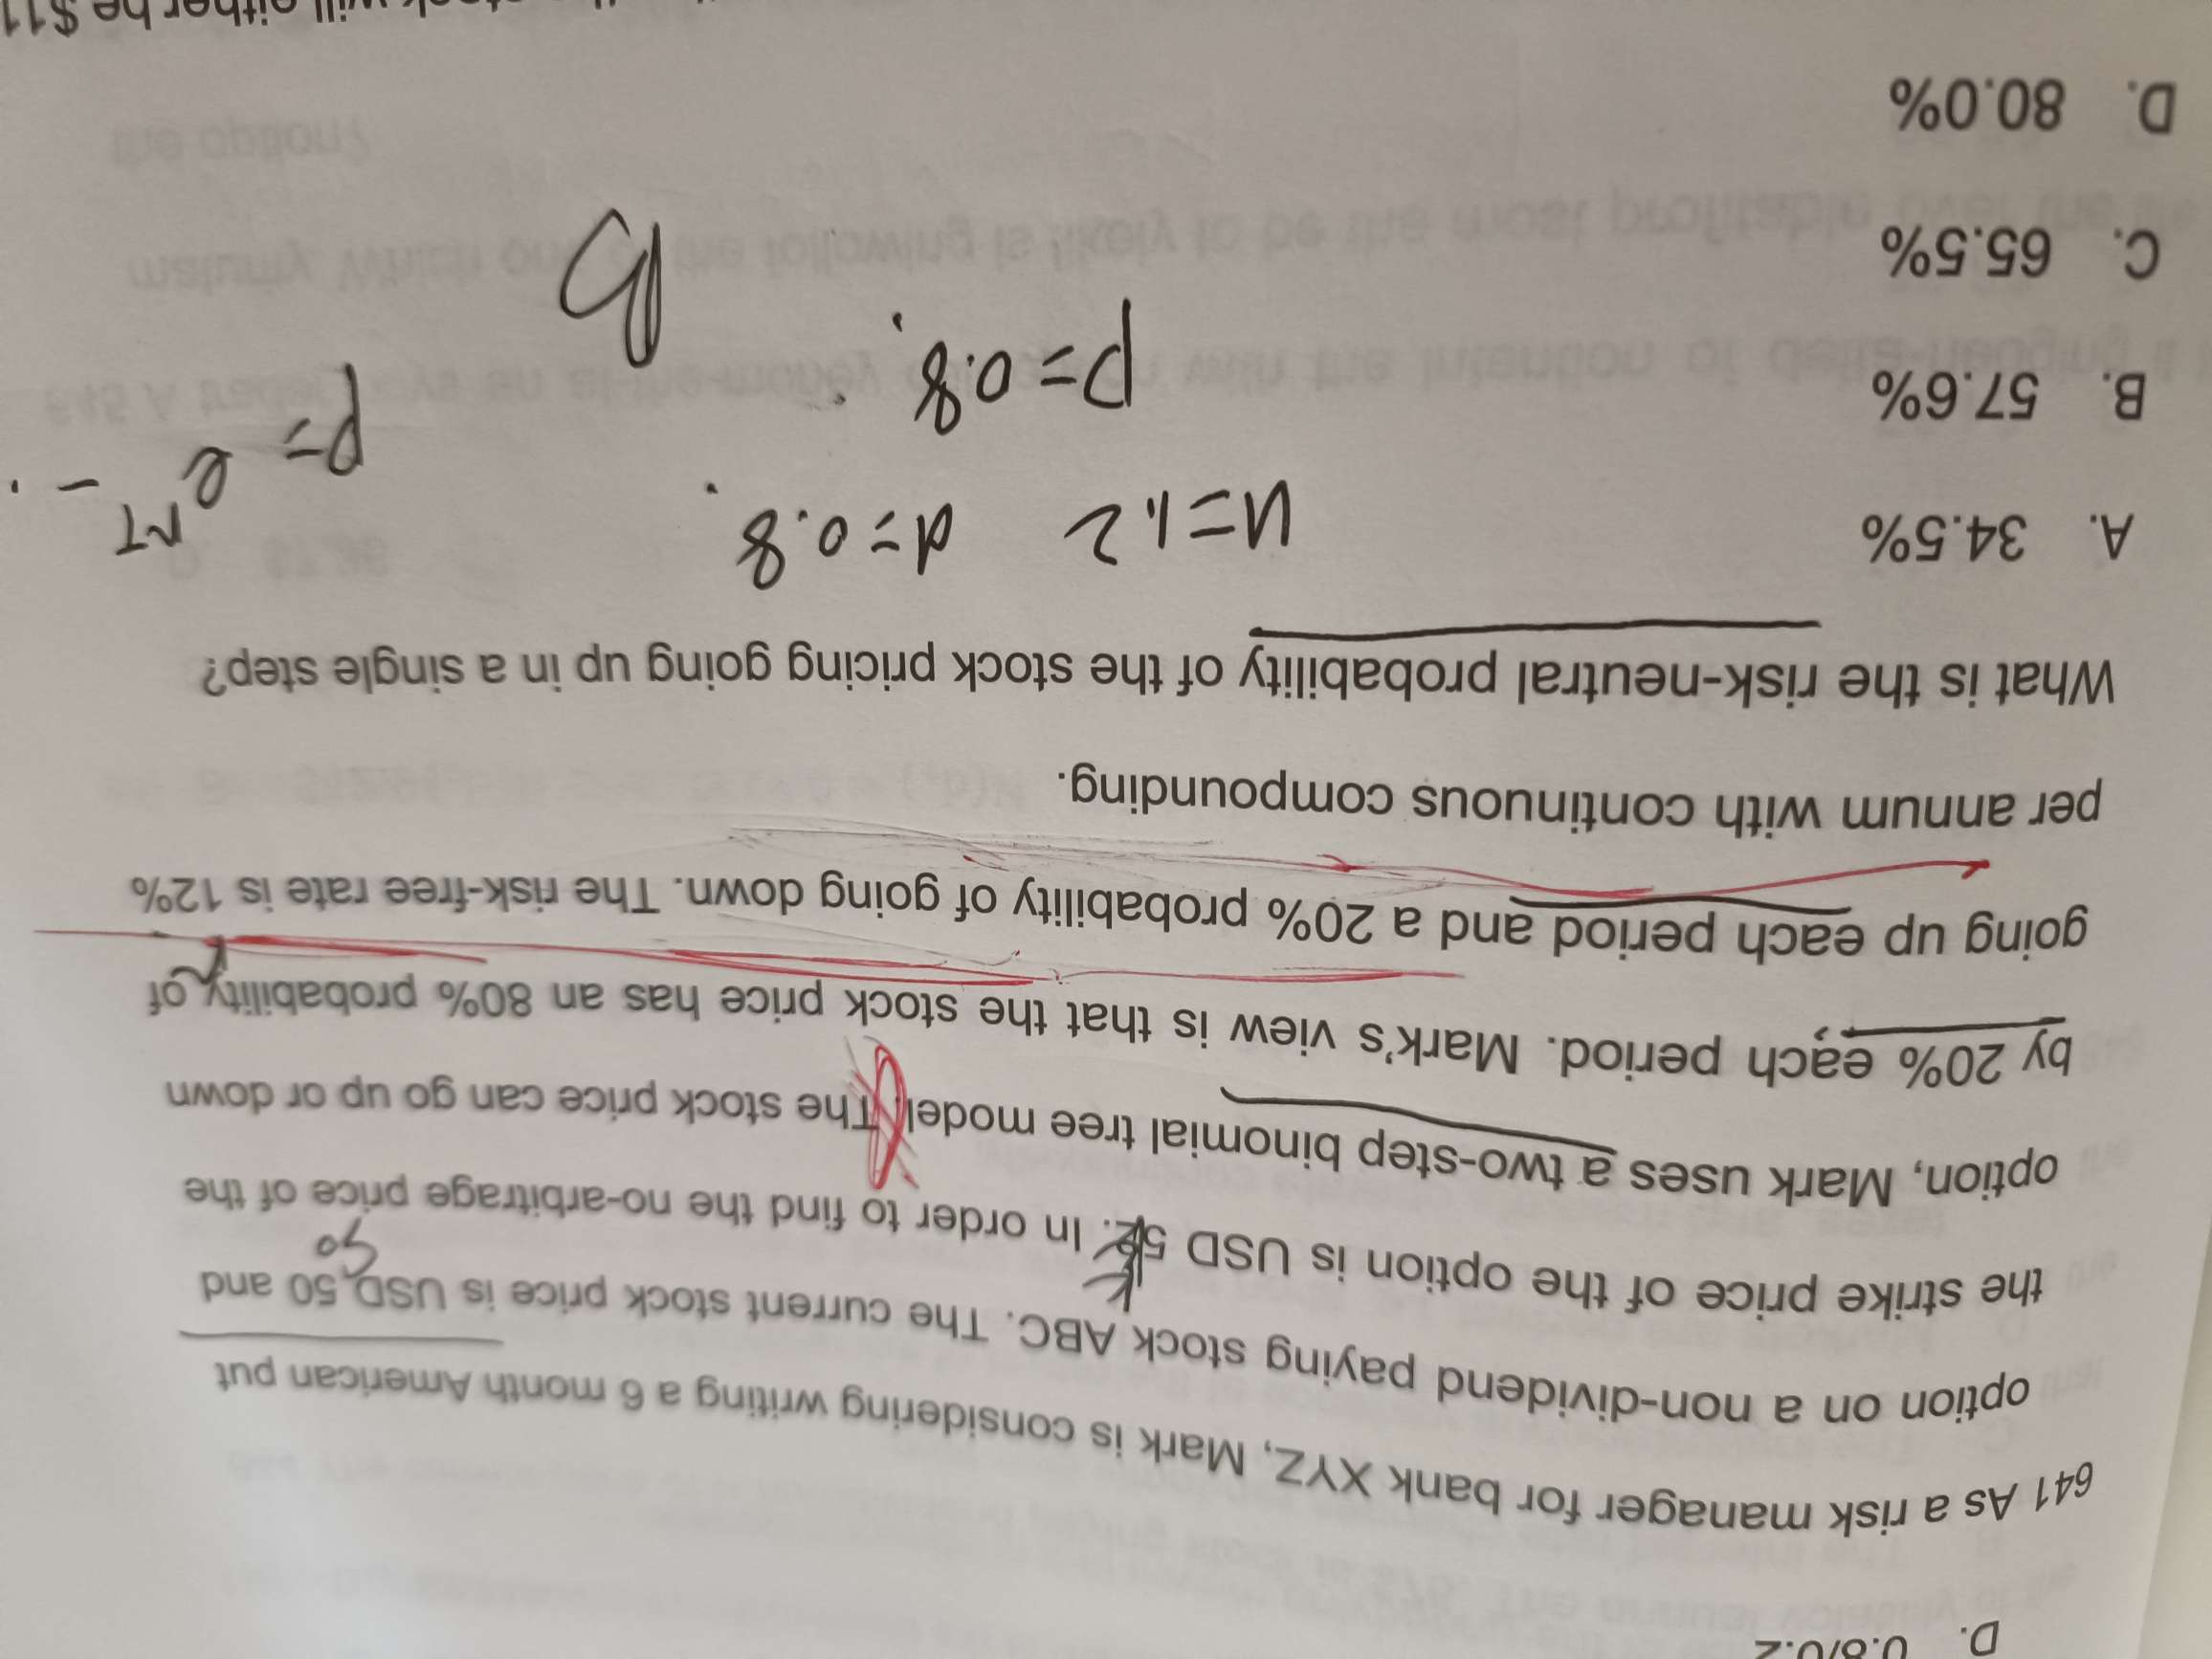 D. 0.8/0.2
641 As a risk manager for bank XYZ, Mark is considering writing a 6 month American put
option on a non-dividend paying stock ABC. The current stock price is USD 50 and
S0
K
the strike price of the option is USD 52. In order to find the no-arbitrage price of the
option, Mark uses a two-step binomial tree model. The stock price can go up or down
by 20% each period. Mark's view is that the stock price has an 80% probability of
going up each period and a 20% probability of going down. The risk-free rate is 12%
per annum with continuous compounding.
What is the risk-neutral probability of the stock pricing going up in a single step?
A. 34.5%
u=1.2 d=0.8
B. 57.6%
p=0.8
p= e^rT -
C. 65.5%
D. 80.0%
will either be $11